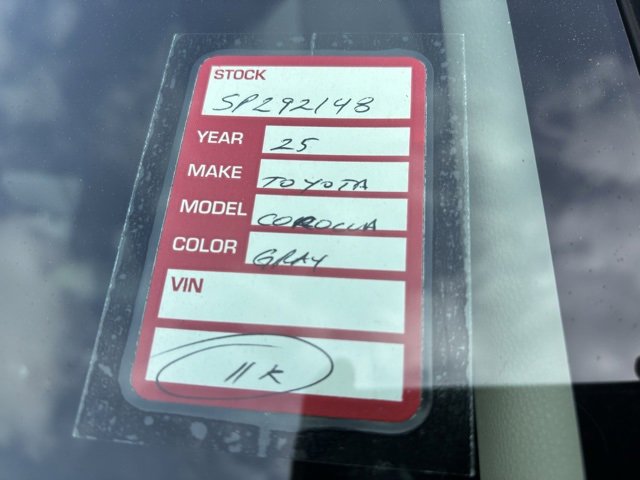 STOCK
SP292148
YEAR 25
MAKE TOYOTA
MODEL COROLLA
COLOR GRAY
VIN
11K